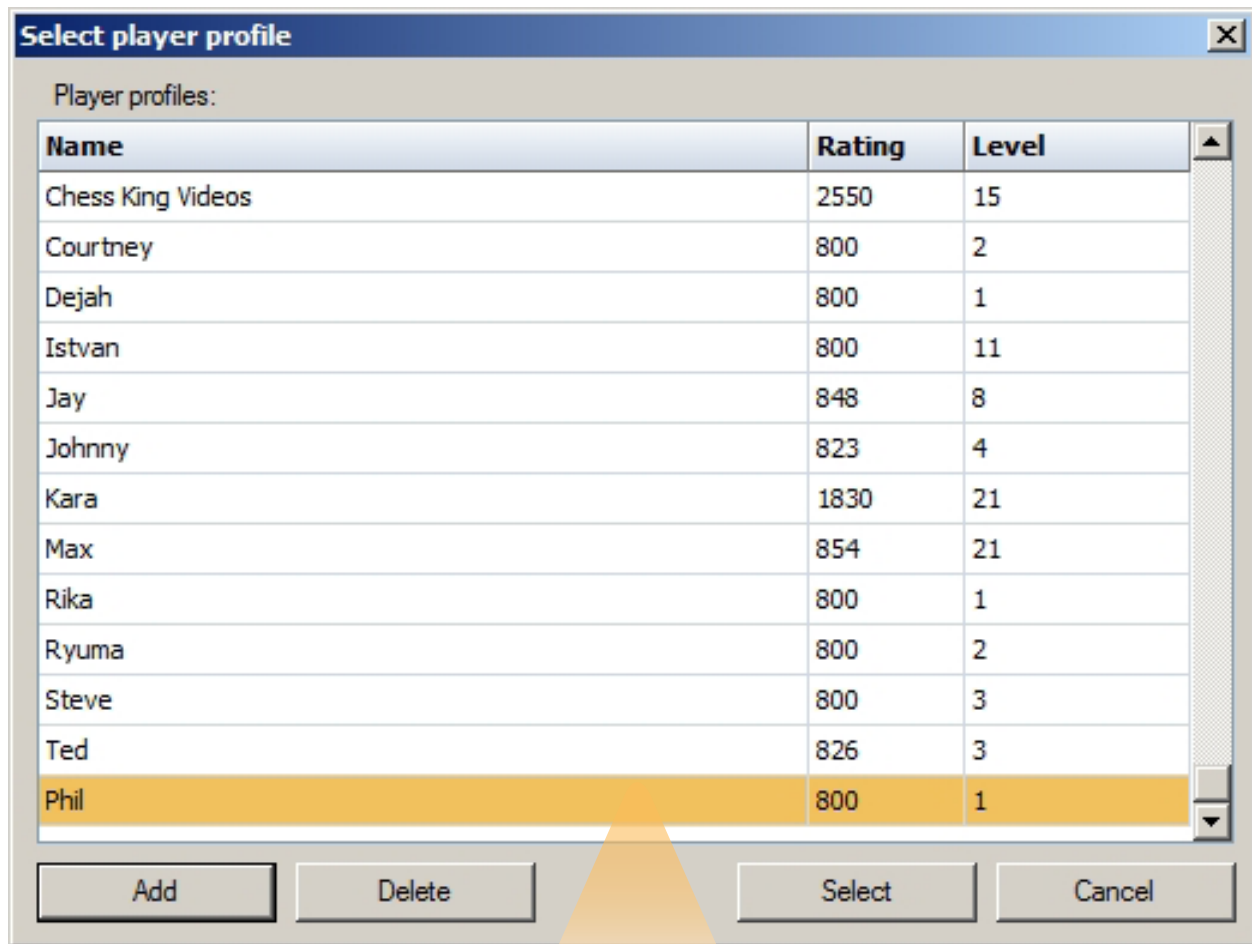 Select player profile
Player profiles:
Name Rating Level
Chess King Videos 2550 15
Courtney 800 2
Dejah 800 1
Istvan 800 11
Jay 848 8
Johnny 823 4
Kara 1830 21
Max 854 21
Rika 800 1
Ryuma 800 2
Steve 800 3
Ted 826 3
Phil 800 1
Add Delete Select Cancel